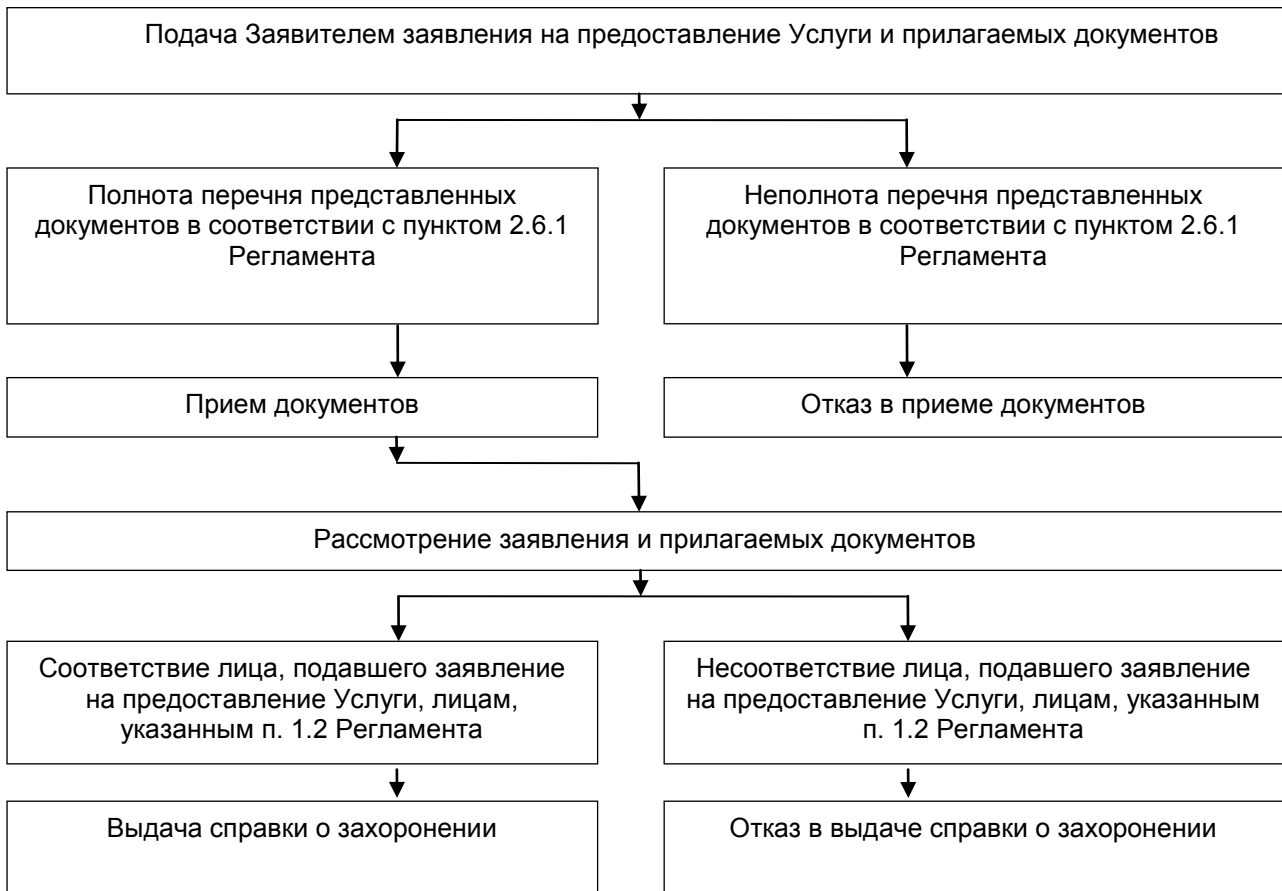 Подача Заявителем заявления на предоставление Услуги и прилагаемых документов
Полнота перечня представленных
документов в соответствии с пунктом 2.6.1
Регламента
Неполнота перечня представленных
документов в соответствии с пунктом 2.6.1
Регламента
Прием документов
Отказ в приеме документов
Рассмотрение заявления и прилагаемых документов
Соответствие лица, подавшего заявление
на предоставление Услуги, лицам,
указанным п. 1.2 Регламента
Несоответствие лица, подавшего заявление
на предоставление Услуги, лицам, указанным
п. 1.2 Регламента
Выдача справки о захоронении
Отказ в выдаче справки о захоронении